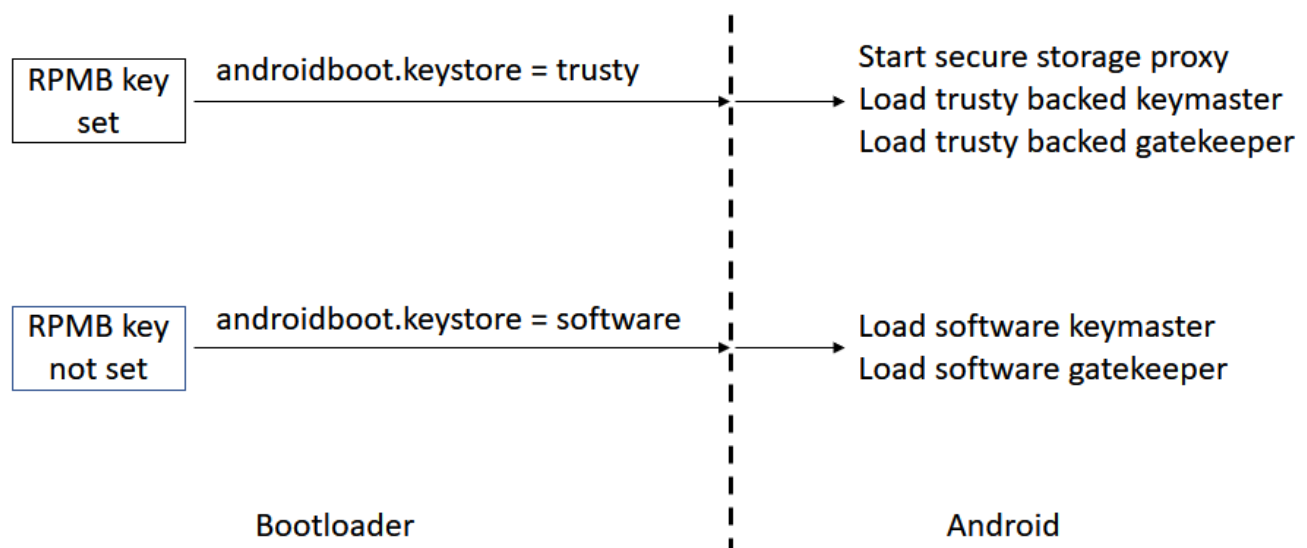 RPMB key
set
androidboot.keystore = trusty
Start secure storage proxy
Load trusty backed keymaster
Load trusty backed gatekeeper
RPMB key
not set
androidboot.keystore = software
Load software keymaster
Load software gatekeeper
Bootloader
Android